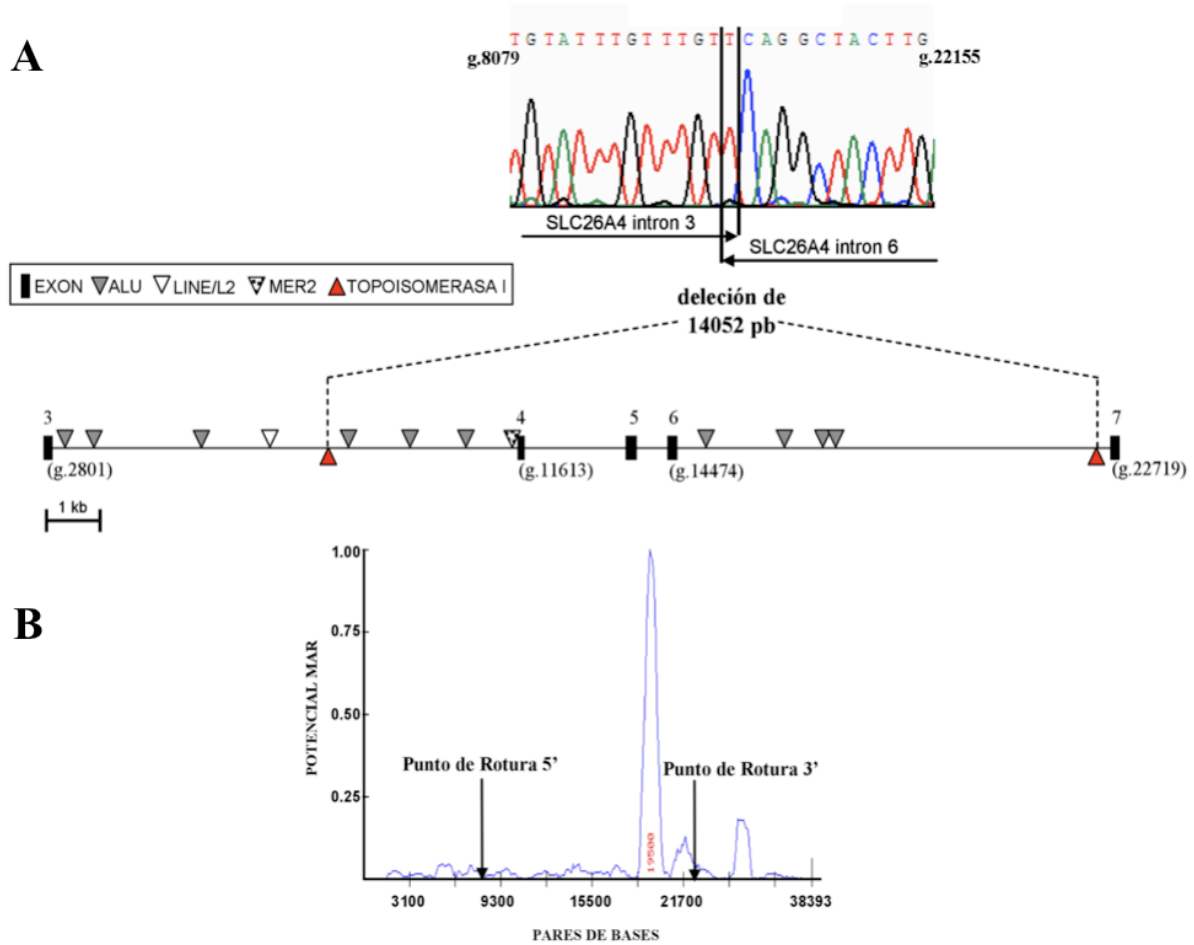 A
TGTATTTGTTTGTTCAGGCTACTTG
g.8079
g.22155
SLC26A4 intron 3
SLC26A4 intron 6
EXON ALU LINE/L2 MER2 TOPOISOMERASA I
deleción de
14052 pb
3 4 5 6 7
(g.2801) (g.11613) (g.14474) (g.22719)
1 kb
B
POTENCIAL MAR
1.00
0.75
0.50
0.25
Punto de Rotura 5’
Punto de Rotura 3’
19500
3100 9300 15500 21700 38393
PARES DE BASES